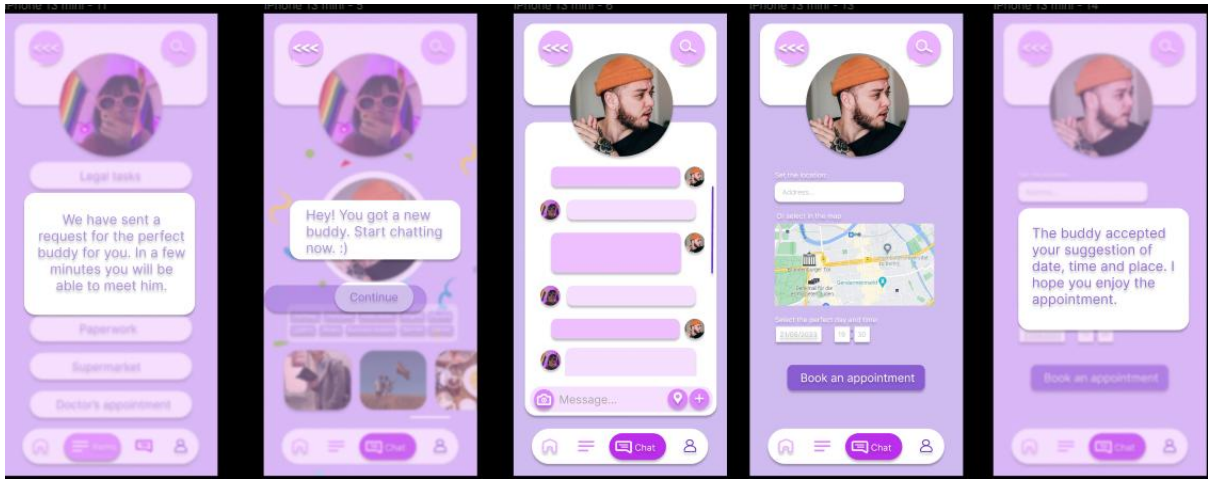 iPhone 13 mini - 11
iPhone 13 mini - 5
iPhone 13 mini - 6
iPhone 13 mini - 13
iPhone 13 mini - 14
<<<
Legal tasks
We have sent a
request for the perfect
buddy for you. In a few
minutes you will be
able to meet him.
Paperwork
Supermarket
Doctor's appointment
<<<
Hey! You got a new
buddy. Start chatting
now. :)
Continue
Chat
<<<
Message...
Chat
<<<
Set the location
Address...
Or select in the map
Gendarmenmarkt
Select the perfect day and time
21/05/2023
Book an appointment
Chat
<<<
Address...
The buddy accepted
your suggestion of
date, time and place. I
hope you enjoy the
appointment.
Book an appointment
Chat